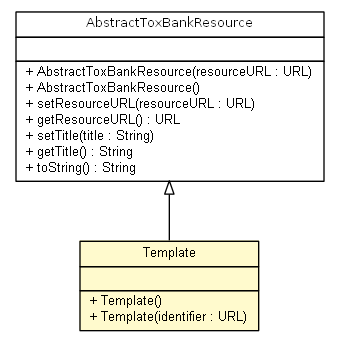 AbstractToxBankResource
+ AbstractToxBankResource(resourceURL : URL)
+ AbstractToxBankResource()
+ setResourceURL(resourceURL : URL)
+ getResourceURL() : URL
+ setTitle(title : String)
+ getTitle() : String
+ toString() : String
Template
+ Template()
+ Template(identifier : URL)